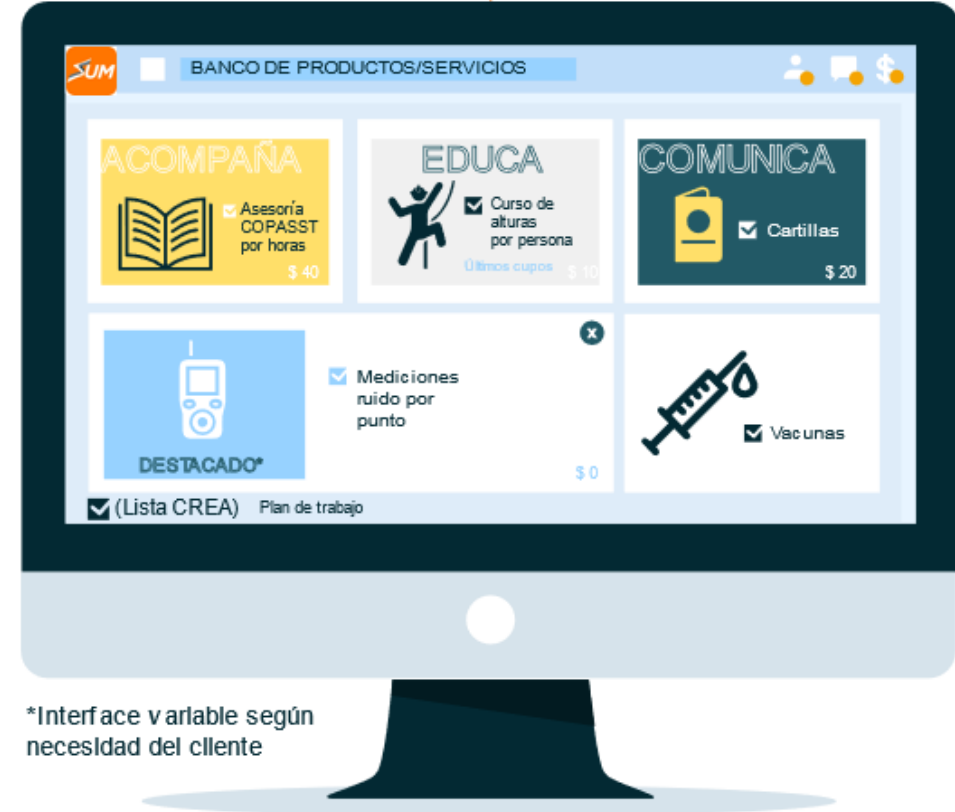 SUM
BANCO DE PRODUCTOS/SERVICIOS
$
ACOMPAÑA
Asesoría
COPASST
por horas
$ 40
EDUCA
Curso de
alturas
por persona
Últimos cupos
$ 10
COMUNICA
Cartillas
$ 20
DESTACADO*
Mediciones
ruido por
punto
x
$ 0
Vacunas
(Lista CREA) Plan de trabajo
*Interface variable según
necesidad del cliente